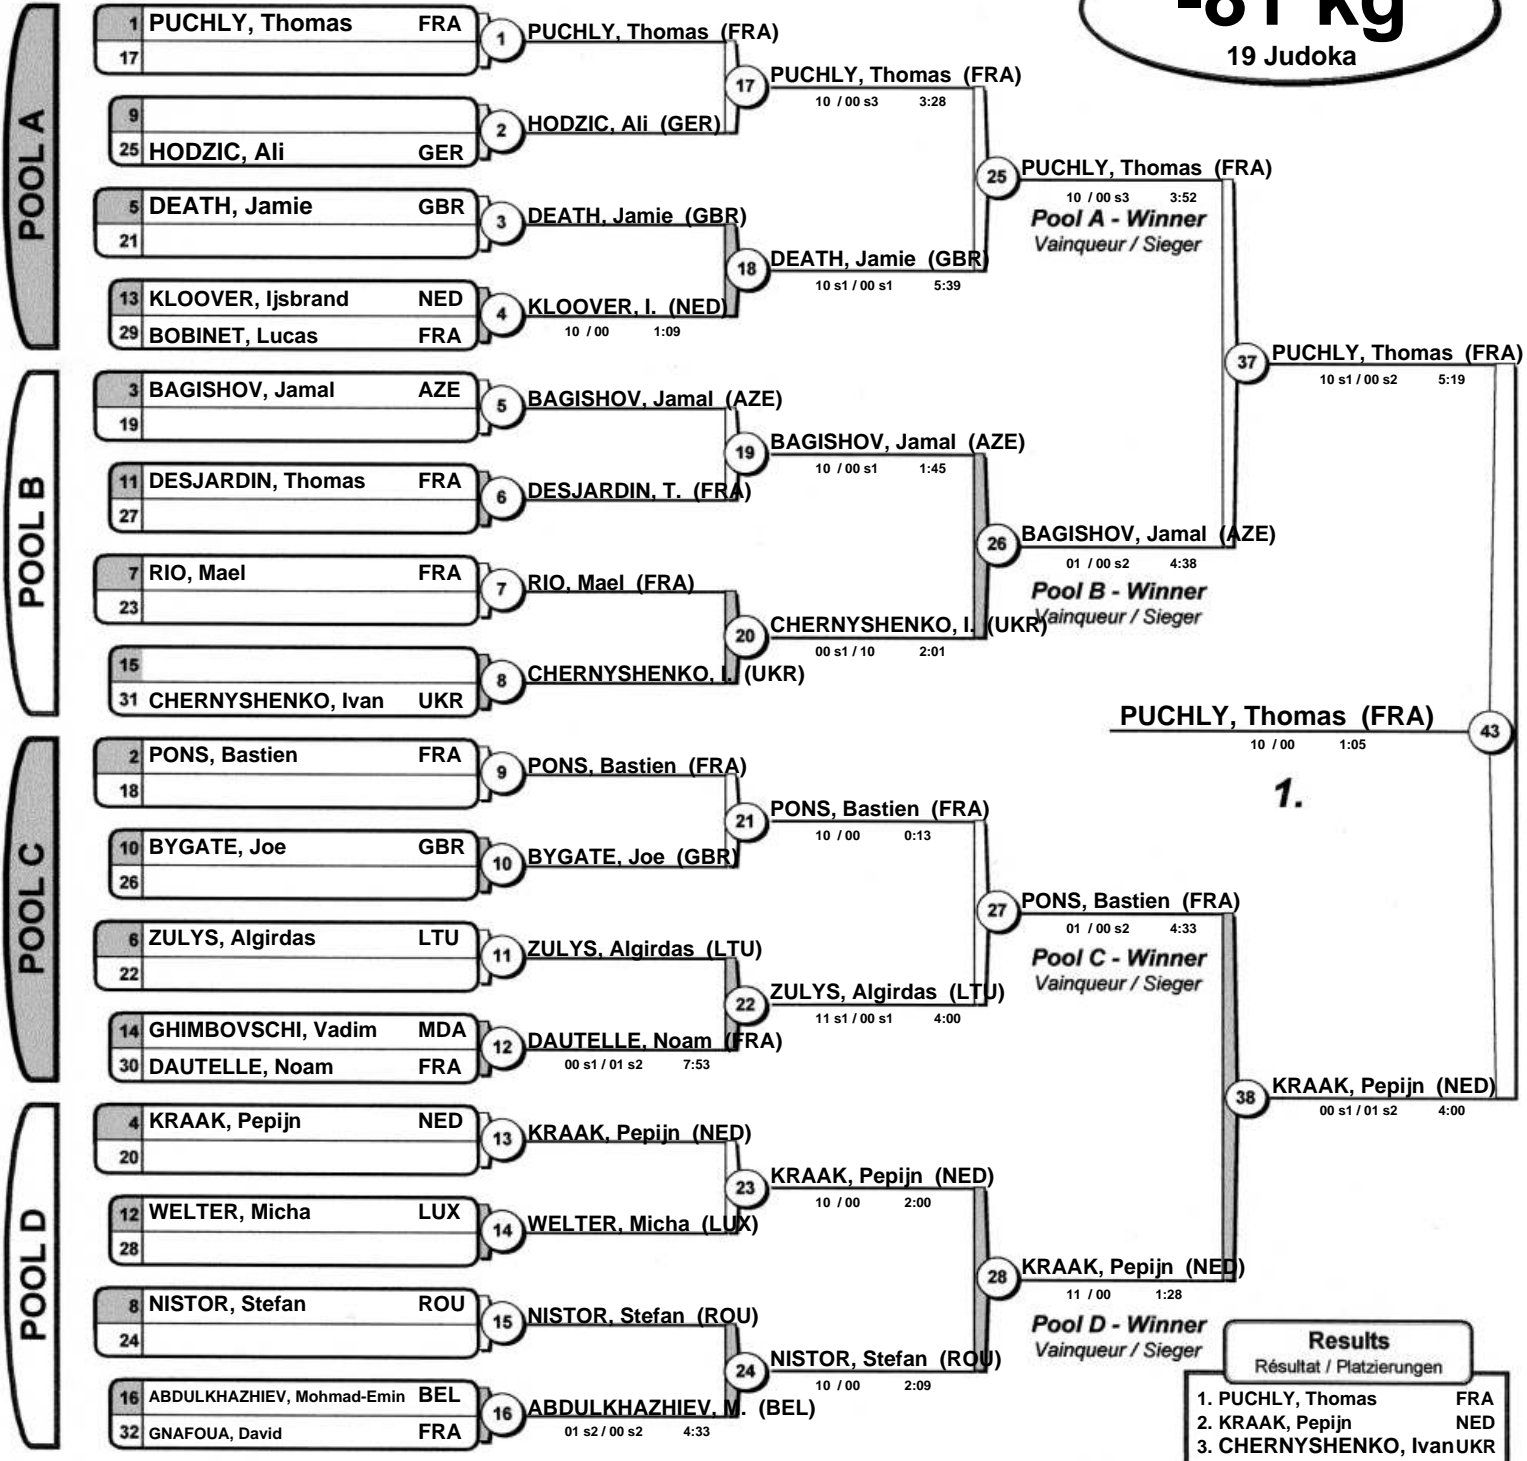 -81 kg
19 Judoka
POOL A
1 PUCHLY, Thomas FRA
17
9
25 HODZIC, Ali GER
5 DEATH, Jamie GBR
21
13 KLOOVER, Ijsbrand NED
29 BOBINET, Lucas FRA
1 PUCHLY, Thomas (FRA)
2 HODZIC, Ali (GER)
3 DEATH, Jamie (GBR)
4 KLOOVER, I. (NED)
10 / 00 1:09
17 PUCHLY, Thomas (FRA)
10 / 00 s3 3:28
18 DEATH, Jamie (GBR)
10 s1 / 00 s1 5:39
25 PUCHLY, Thomas (FRA)
10 / 00 s3 3:52
Pool A - Winner
Vainqueur / Sieger
POOL B
3 BAGISHOV, Jamal AZE
19
11 DESJARDIN, Thomas FRA
27
7 RIO, Mael FRA
23
15
31 CHERNYSHENKO, Ivan UKR
5 BAGISHOV, Jamal (AZE)
6 DESJARDIN, T. (FRA)
7 RIO, Mael (FRA)
8 CHERNYSHENKO, I. (UKR)
19 BAGISHOV, Jamal (AZE)
10 / 00 s1 1:45
20 CHERNYSHENKO, I. (UKR)
00 s1 / 10 2:01
26 BAGISHOV, Jamal (AZE)
01 / 00 s2 4:38
Pool B - Winner
Vainqueur / Sieger
37 PUCHLY, Thomas (FRA)
10 s1 / 00 s2 5:19
PUCHLY, Thomas (FRA) 43
10 / 00 1:05
1.
POOL C
2 PONS, Bastien FRA
18
10 BYGATE, Joe GBR
26
6 ZULYS, Algirdas LTU
22
14 GHIMBOVSCHI, Vadim MDA
30 DAUTELLE, Noam FRA
9 PONS, Bastien (FRA)
10 BYGATE, Joe (GBR)
11 ZULYS, Algirdas (LTU)
12 DAUTELLE, Noam (FRA)
00 s1 / 01 s2 7:53
21 PONS, Bastien (FRA)
10 / 00 0:13
22 ZULYS, Algirdas (LTU)
11 s1 / 00 s1 4:00
27 PONS, Bastien (FRA)
01 / 00 s2 4:33
Pool C - Winner
Vainqueur / Sieger
38 KRAAK, Pepijn (NED)
00 s1 / 01 s2 4:00
POOL D
4 KRAAK, Pepijn NED
20
12 WELTER, Micha LUX
28
8 NISTOR, Stefan ROU
24
16 ABDULKHAZHIEV, Mohmad-Emin BEL
32 GNAFOUA, David FRA
13 KRAAK, Pepijn (NED)
14 WELTER, Micha (LUX)
15 NISTOR, Stefan (ROU)
16 ABDULKHAZHIEV, M. (BEL)
01 s2 / 00 s2 4:33
23 KRAAK, Pepijn (NED)
10 / 00 2:00
24 NISTOR, Stefan (ROU)
10 / 00 2:09
28 KRAAK, Pepijn (NED)
11 / 00 1:28
Pool D - Winner
Vainqueur / Sieger
Results
Résultat / Platzierungen
1. PUCHLY, Thomas FRA
2. KRAAK, Pepijn NED
3. CHERNYSHENKO, Ivan UKR